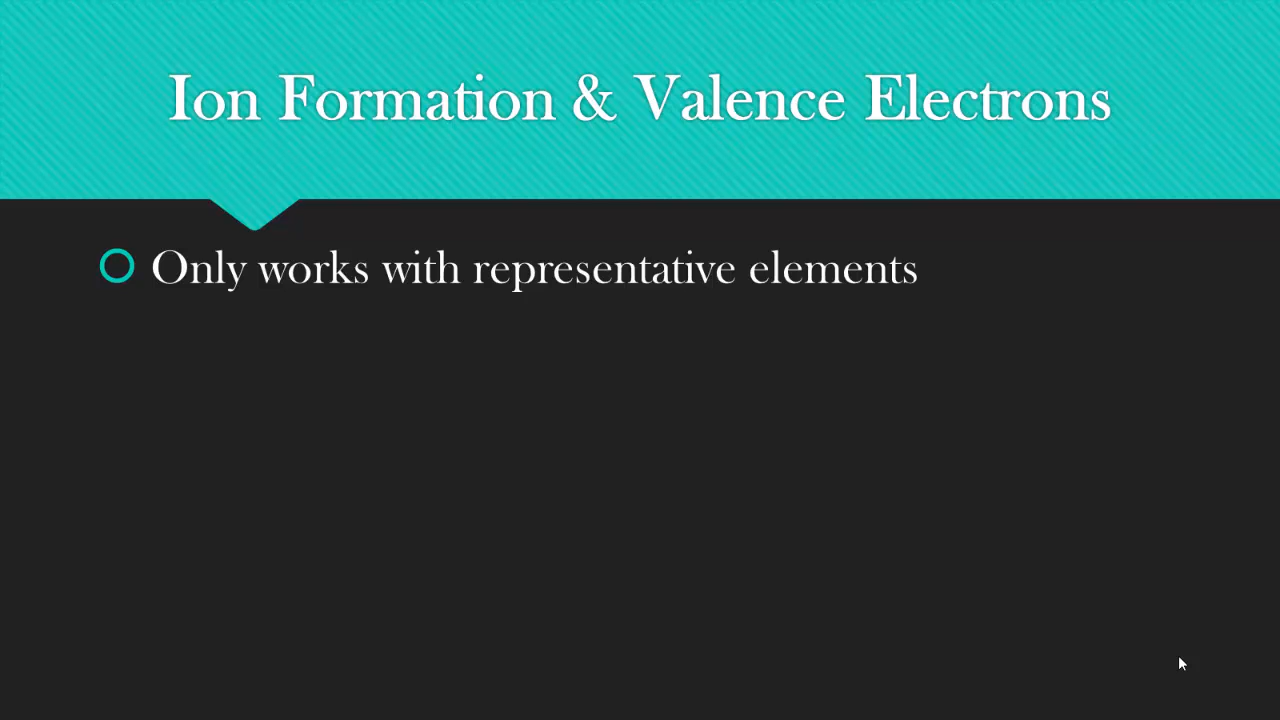 Ion Formation & Valence Electrons
Only works with representative elements